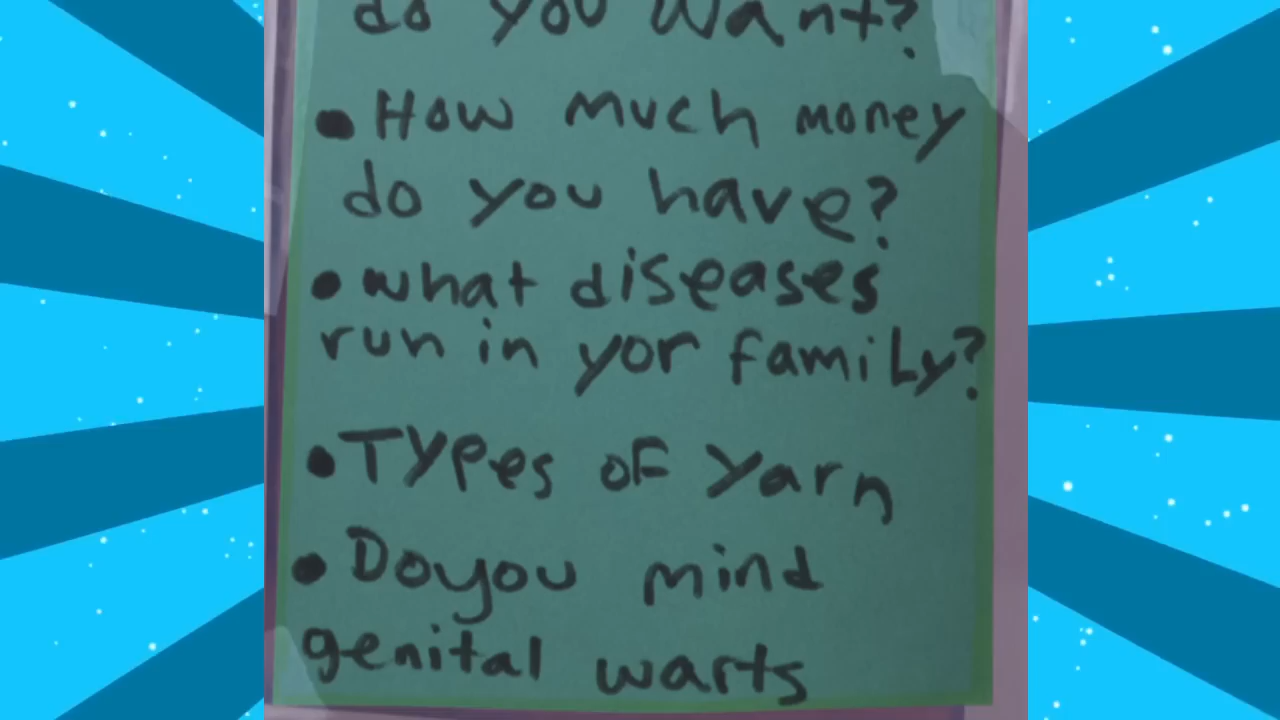 do you want?
• How much money
do you have?
• what diseases
run in yor family?
• Types of Yarn
• Doyou mind
genital warts